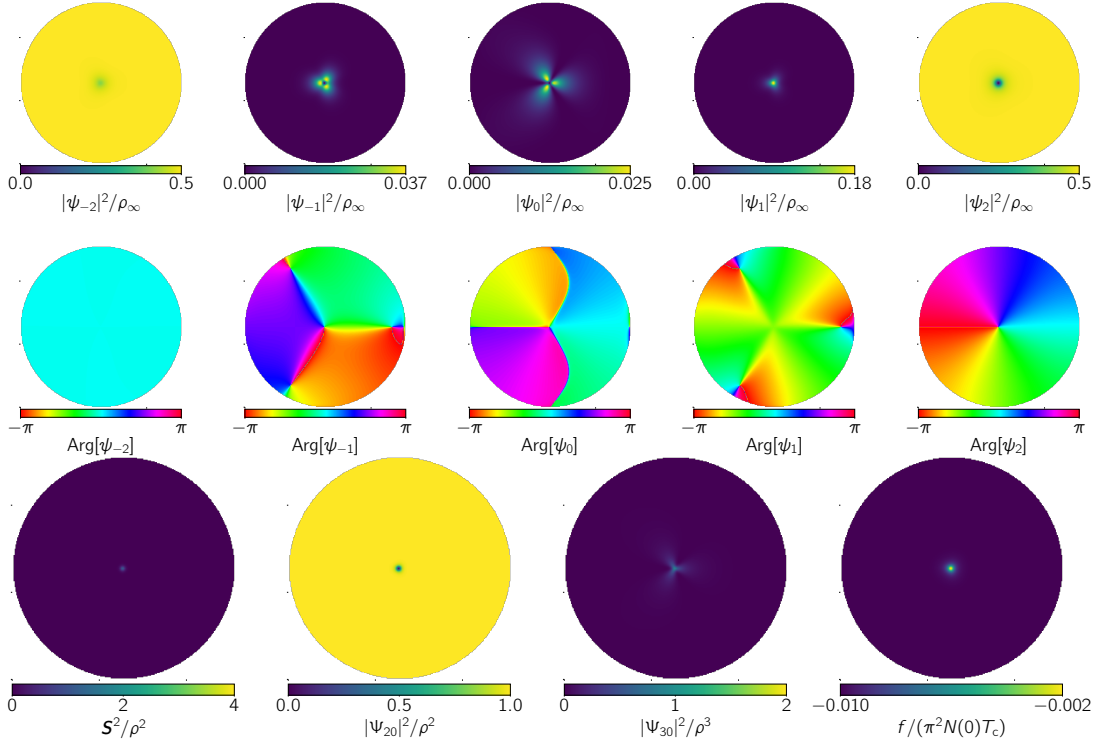 0.0 0.5 0.000 0.037 0.000 0.025 0.00 0.18 0.0 0.5
|ψ₋₂|²/ρ∞ |ψ₋₁|²/ρ∞ |ψ₀|²/ρ∞ |ψ₁|²/ρ∞ |ψ₂|²/ρ∞
−π π −π π −π π −π π −π π
Arg[ψ₋₂] Arg[ψ₋₁] Arg[ψ₀] Arg[ψ₁] Arg[ψ₂]
0 2 4 0.0 0.5 1.0 0 1 2 −0.010 −0.002
S²/ρ² |Ψ₂₀|²/ρ² |Ψ₃₀|²/ρ³ f/(π²N(0)T_c)